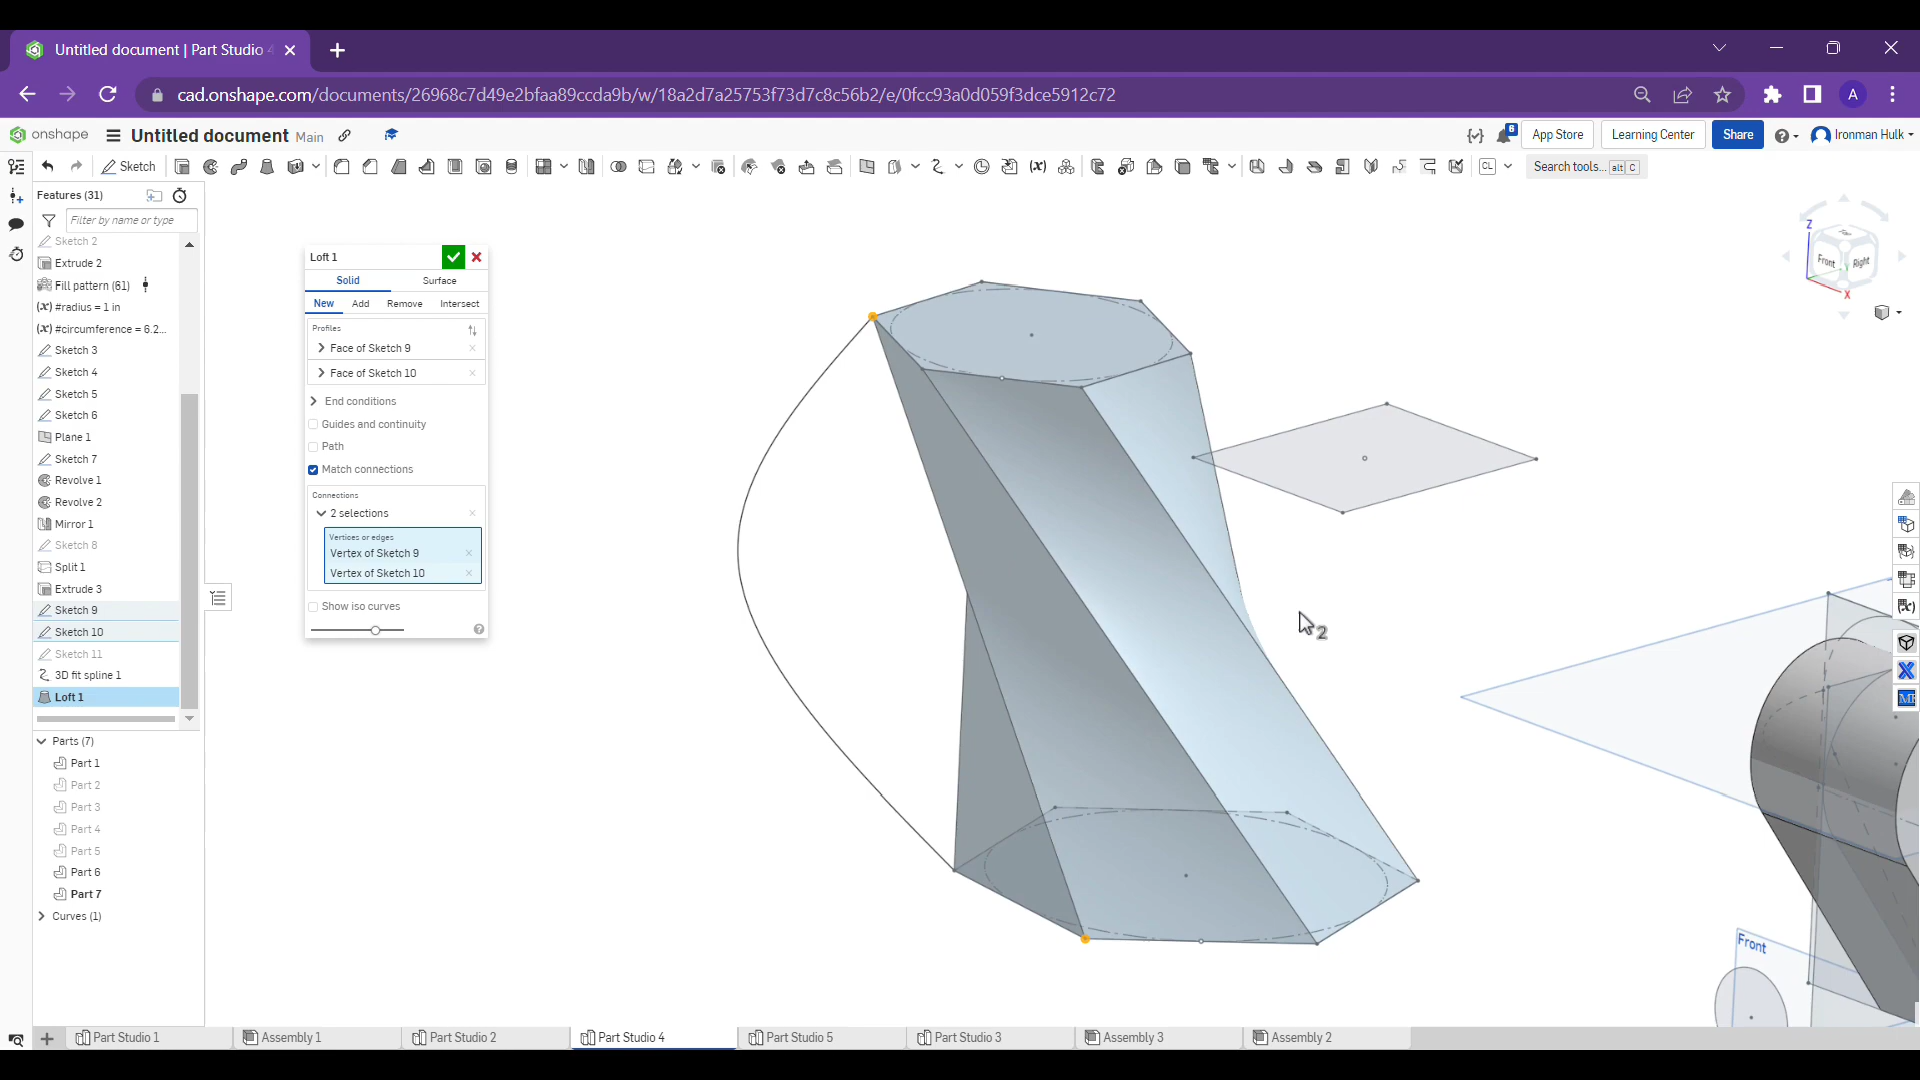 Untitled document | Part Studio 4
cad.onshape.com/documents/26968c7d49e2bfaa89ccda9b/w/18a2d7a25753f73d7c8c56b2/e/0fcc93a0d059f3dce5912c72
A
onshape
Untitled document Main
6
App Store
Learning Center
Share
Ironman Hulk
Sketch
(x)
CL
Search tools... alt C
Features (31)
Filter by name or type
Sketch 2
Extrude 2
Fill pattern (61)
(x) #radius = 1 in
(x) #circumference = 6.2...
Sketch 3
Sketch 4
Sketch 5
Sketch 6
Plane 1
Sketch 7
Revolve 1
Revolve 2
Mirror 1
Sketch 8
Split 1
Extrude 3
Sketch 9
Sketch 10
Sketch 11
3D fit spline 1
Loft 1
Parts (7)
Part 1
Part 2
Part 3
Part 4
Part 5
Part 6
Part 7
Curves (1)
Loft 1
Solid
Surface
New
Add
Remove
Intersect
Profiles
Face of Sketch 9
Face of Sketch 10
End conditions
Guides and continuity
Path
Match connections
Connections
2 selections
Vertices or edges
Vertex of Sketch 9
Vertex of Sketch 10
Show iso curves
2
Z
Top
Front
Right
Y
X
Front
Part Studio 1
Assembly 1
Part Studio 2
Part Studio 4
Part Studio 5
Part Studio 3
Assembly 3
Assembly 2